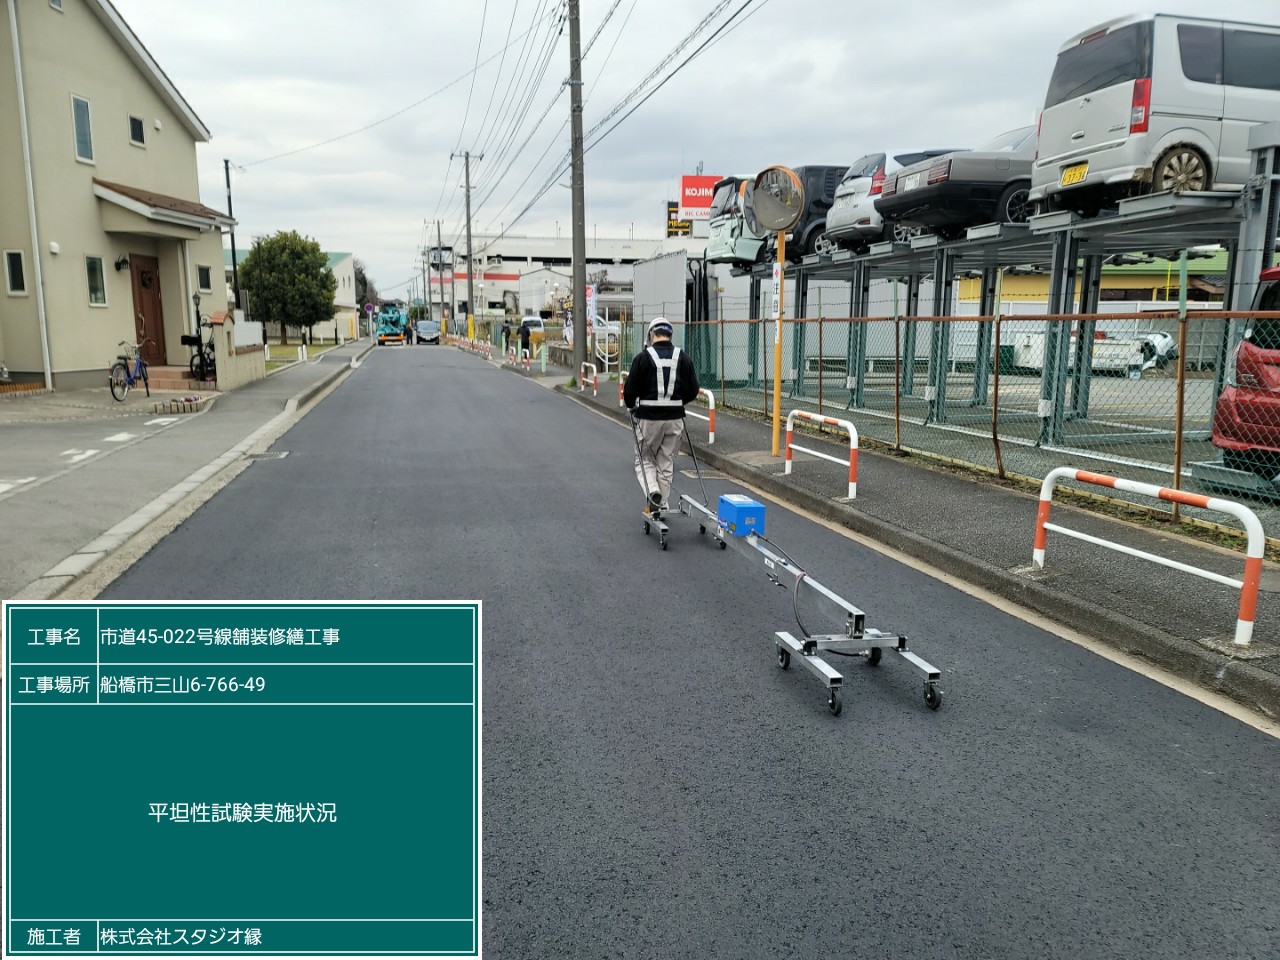 KOJIMA
注意
工事名 市道45-022号線舗装修繕工事
工事場所 船橋市三山6-766-49
平坦性試験実施状況
施工者 株式会社スタジオ縁